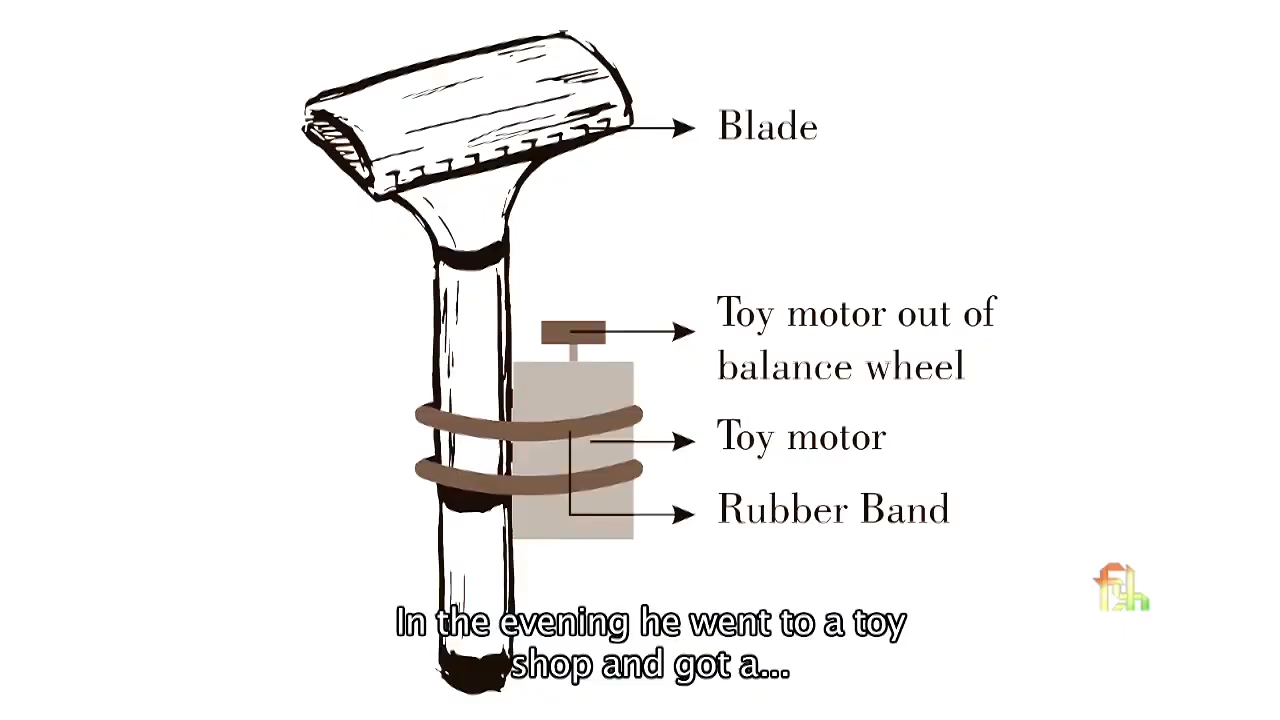 Blade
Toy motor out of
balance wheel
Toy motor
Rubber Band
In the evening he went to a toy
shop and got a...